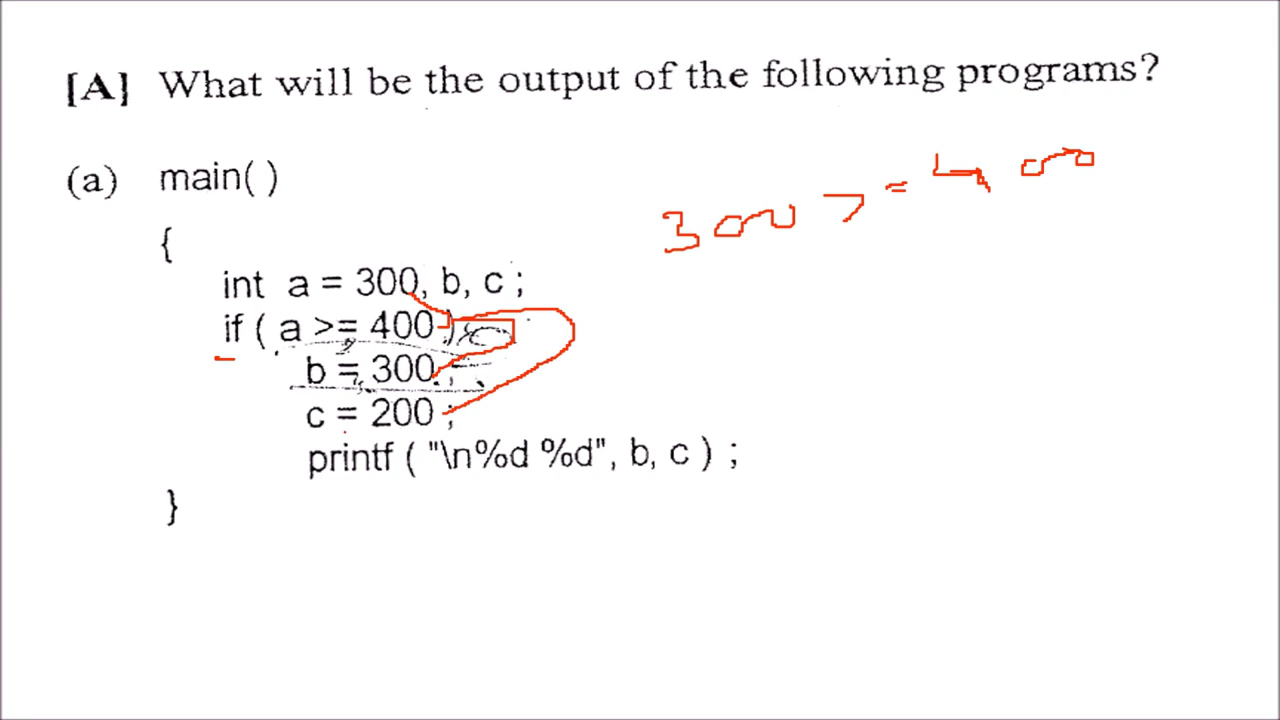 [A] What will be the output of the following programs?
(a) main( )
300 > = 400
{
int a = 300, b, c ;
if ( a >= 400 )
b = 300 ;
c = 200 ;
printf ( "\n%d %d", b, c ) ;
}